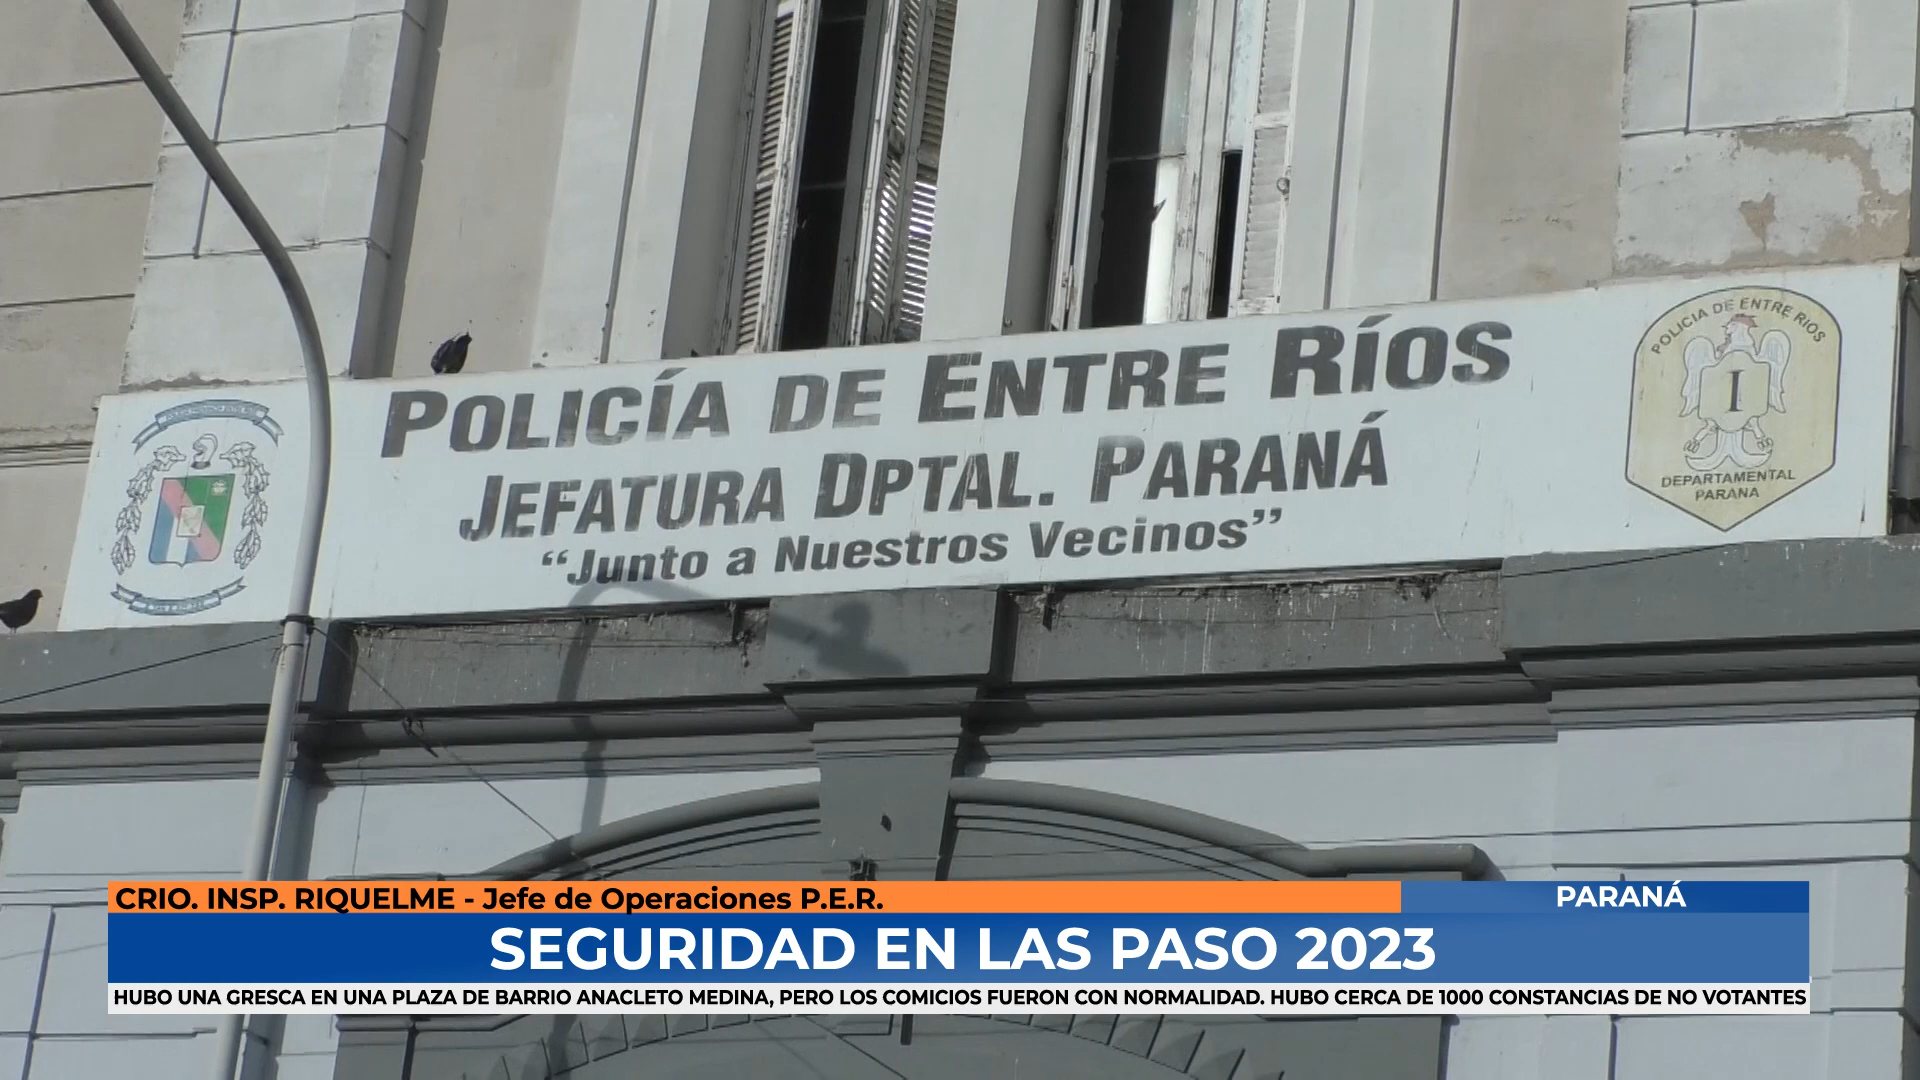 POLICÍA DE ENTRE RÍOS
JEFATURA DPTAL. PARANÁ
“Junto a Nuestros Vecinos”
POLICIA DE ENTRE RIOS
I
DEPARTAMENTAL
PARANA
CRIO. INSP. RIQUELME - Jefe de Operaciones P.E.R.
PARANÁ
SEGURIDAD EN LAS PASO 2023
HUBO UNA GRESCA EN UNA PLAZA DE BARRIO ANACLETO MEDINA, PERO LOS COMICIOS FUERON CON NORMALIDAD. HUBO CERCA DE 1000 CONSTANCIAS DE NO VOTANTES